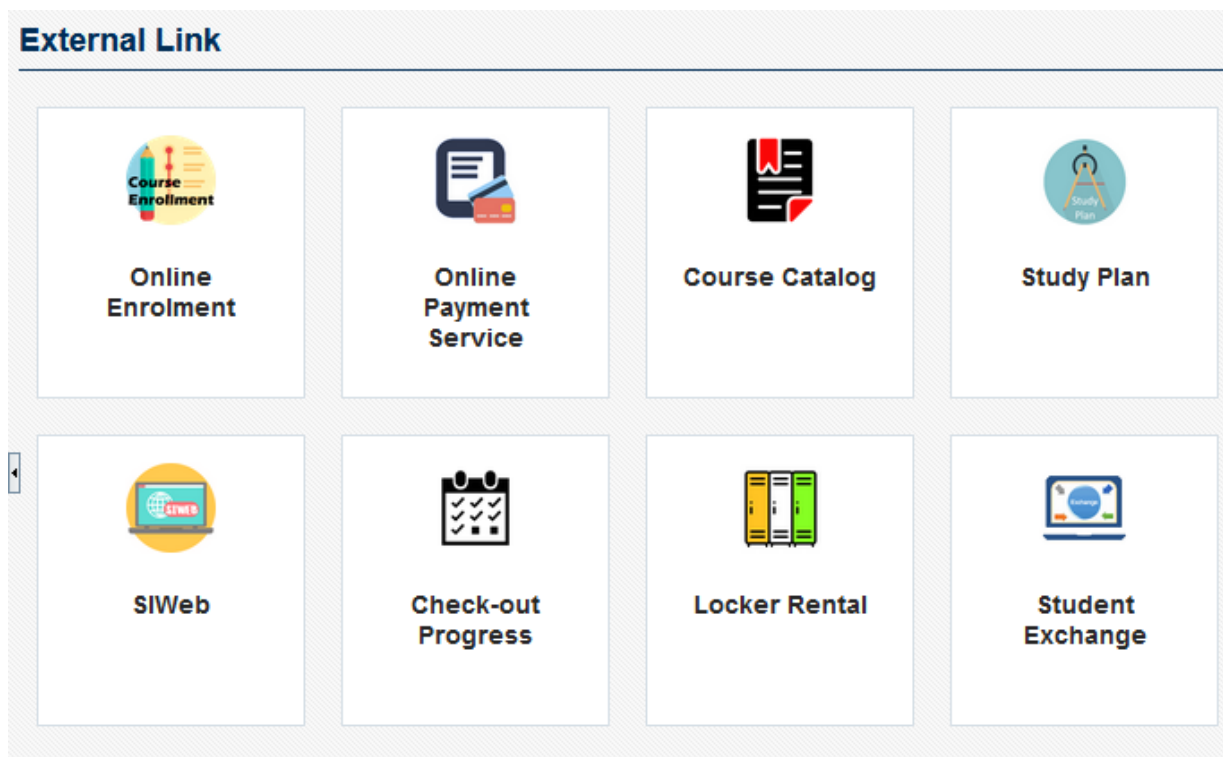 External Link
Course
Enrollment
Study
Plan
Online
Enrolment
Online
Payment
Service
Course Catalog
Study Plan
SIWEB
Exchange
SIWeb
Check-out
Progress
Locker Rental
Student
Exchange